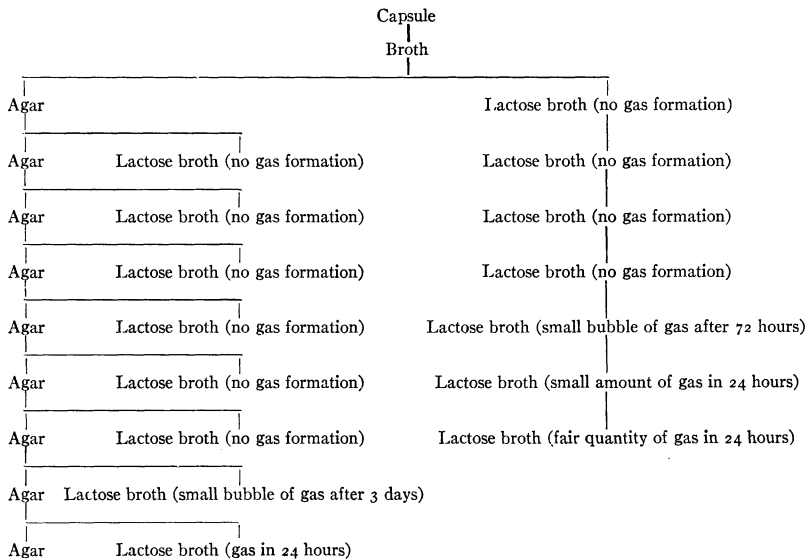 Capsule
Broth
Agar Lactose broth (no gas formation)
Agar Lactose broth (no gas formation) Lactose broth (no gas formation)
Agar Lactose broth (no gas formation) Lactose broth (no gas formation)
Agar Lactose broth (no gas formation) Lactose broth (no gas formation)
Agar Lactose broth (no gas formation) Lactose broth (small bubble of gas after 72 hours)
Agar Lactose broth (no gas formation) Lactose broth (small amount of gas in 24 hours)
Agar Lactose broth (no gas formation) Lactose broth (fair quantity of gas in 24 hours)
Agar Lactose broth (small bubble of gas after 3 days)
Agar Lactose broth (gas in 24 hours)